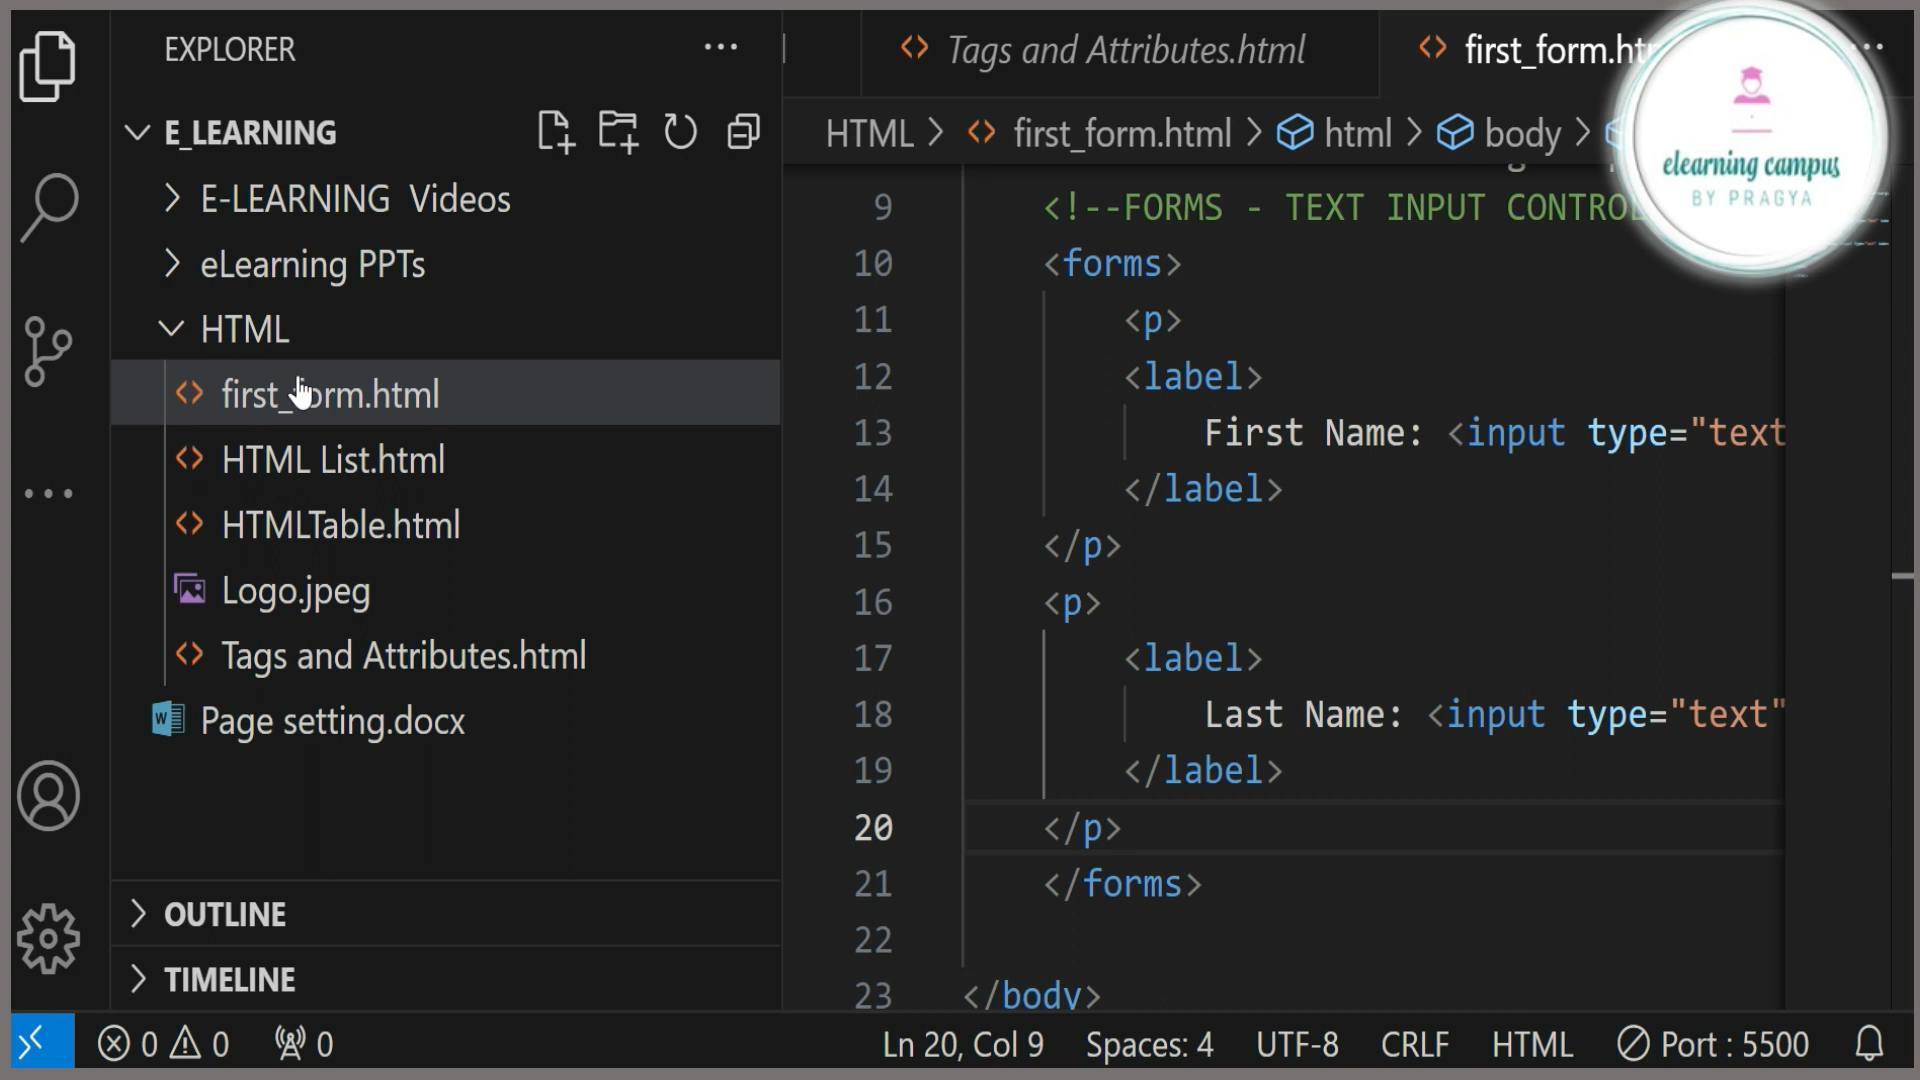 EXPLORER
E_LEARNING
E-LEARNING Videos
eLearning PPTs
HTML
first_form.html
HTML List.html
HTMLTable.html
Logo.jpeg
Tags and Attributes.html
Page setting.docx
OUTLINE
TIMELINE
Tags and Attributes.html
first_form.ht
HTML > first_form.html > html > body >
elearning campus
BY PRAGYA
9 <!--FORMS - TEXT INPUT CONTROL
10 <forms>
11 <p>
12 <label>
13 First Name: <input type="text
14 </label>
15 </p>
16 <p>
17 <label>
18 Last Name: <input type="text"
19 </label>
20 </p>
21 </forms>
22
23 </body>
0 0 0 Ln 20, Col 9 Spaces: 4 UTF-8 CRLF HTML Port : 5500